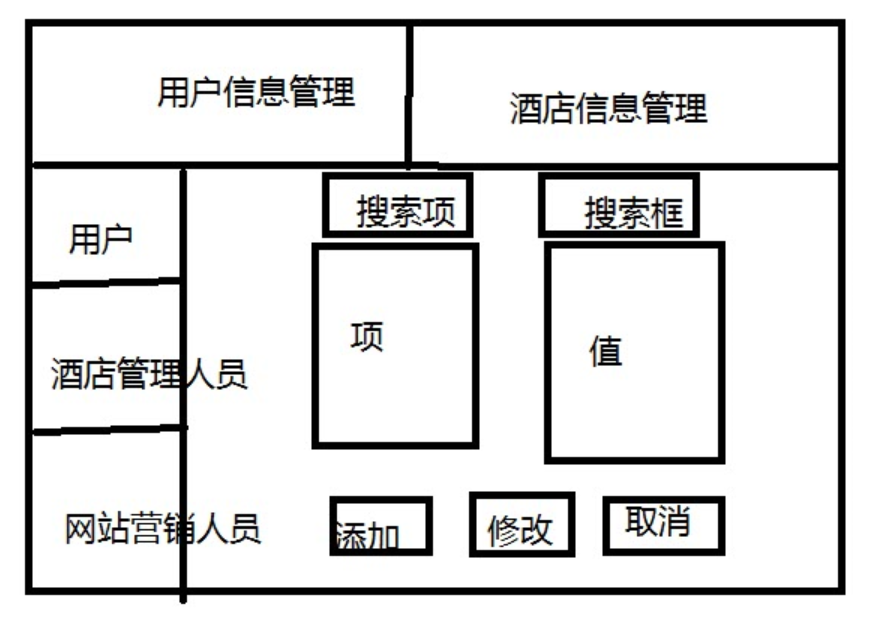 用户信息管理
酒店信息管理
搜索项
搜索框
用户
项
值
酒店管理人员
网站营销人员
添加
修改
取消